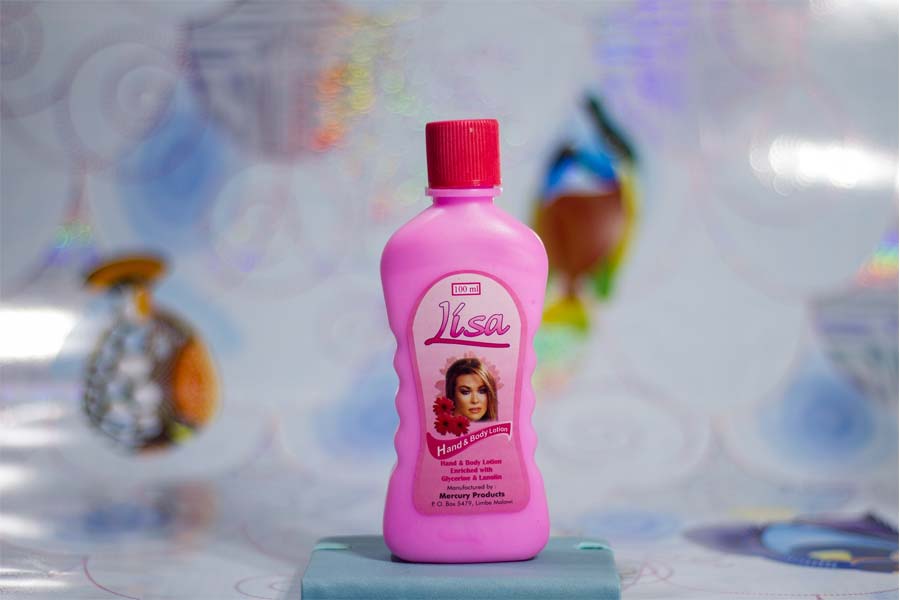 100 ml
Lisa
Hand & Body Lotion
Hand & Body Lotion
Enriched with
Glycerine & Lanolin
Manufactured by :
Mercury Products
P. O. Box 5479, Limbe Malawi